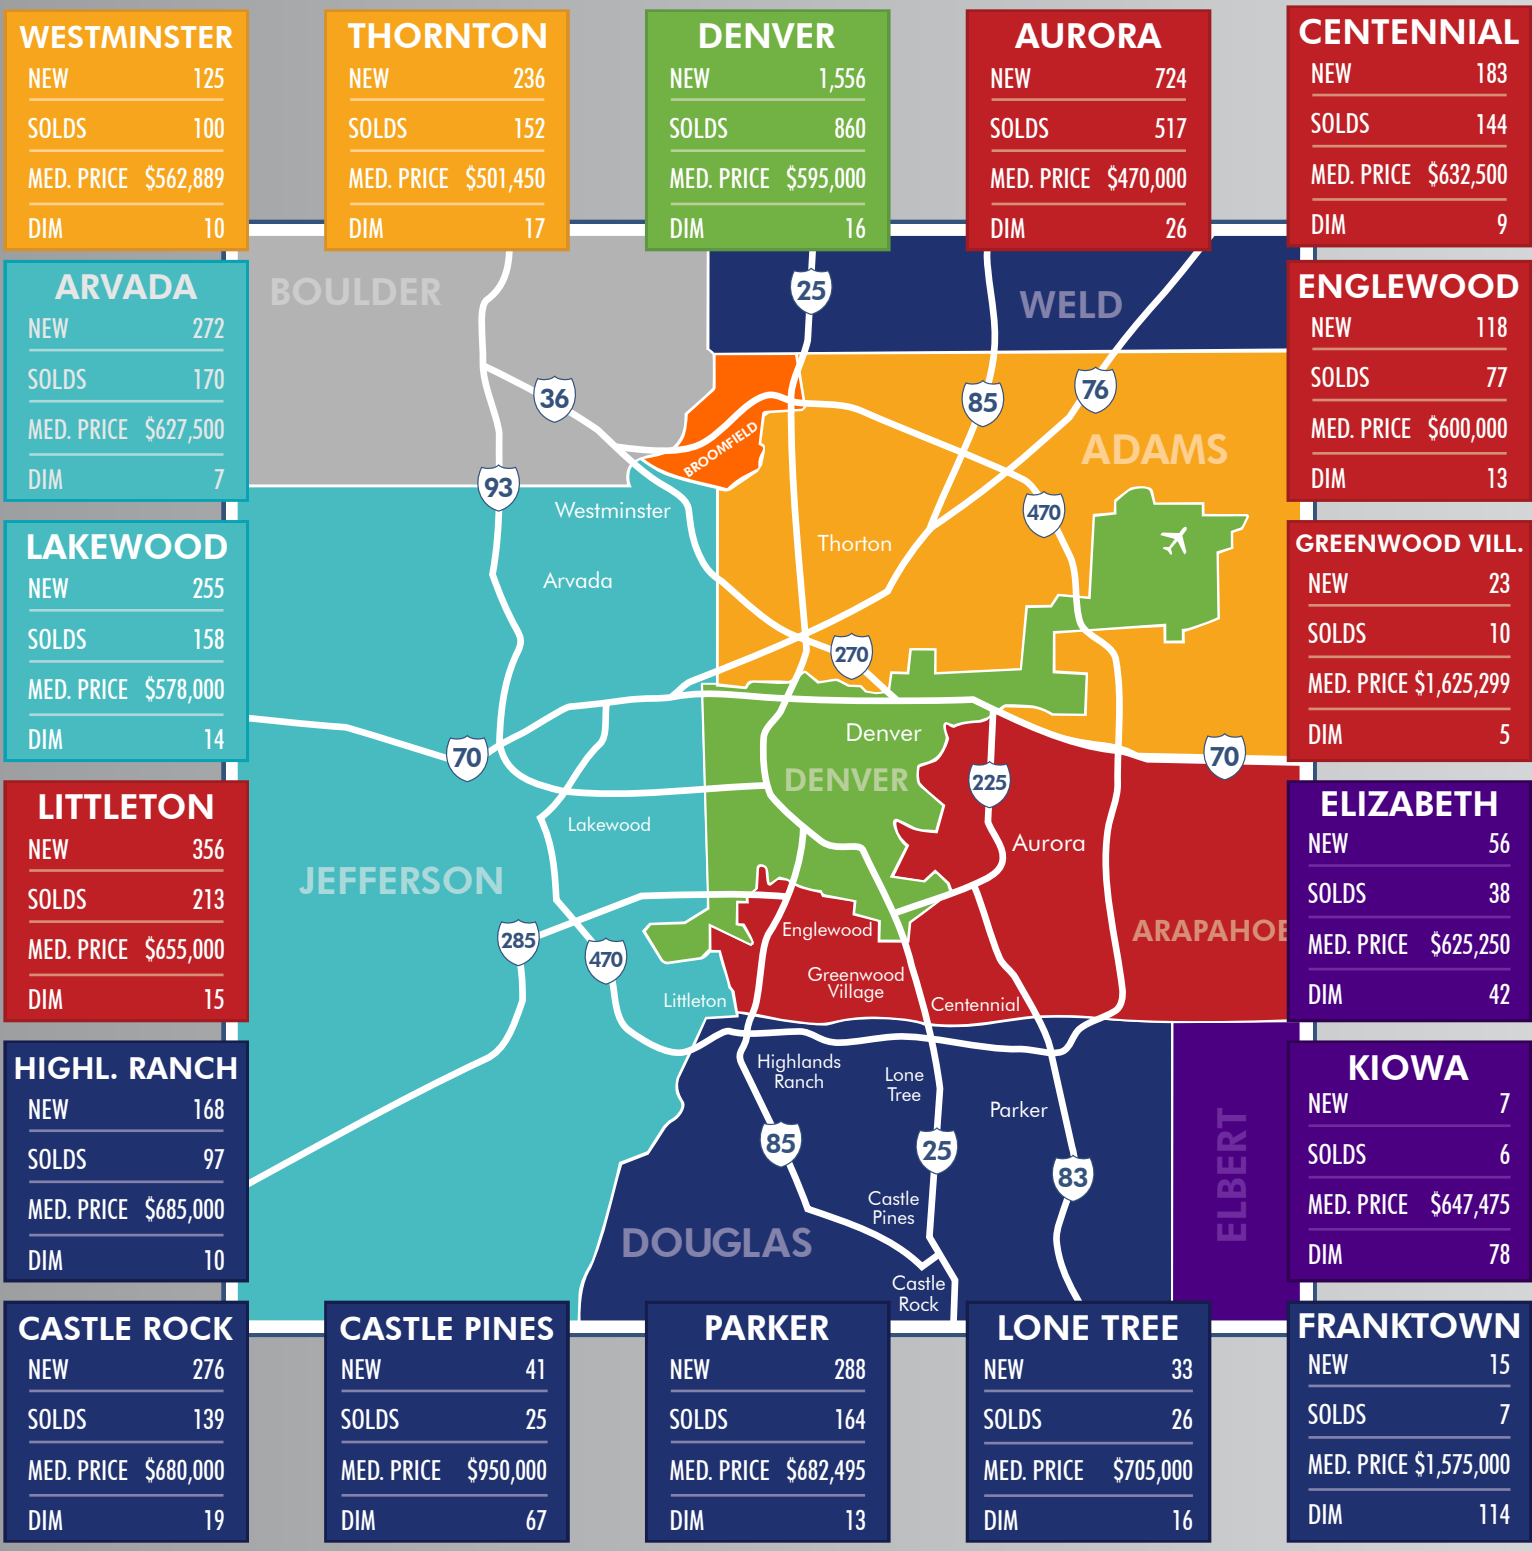 WESTMINSTER
NEW 125
SOLDS 100
MED. PRICE $562,889
DIM 10
THORNTON
NEW 236
SOLDS 152
MED. PRICE $501,450
DIM 17
DENVER
NEW 1,556
SOLDS 860
MED. PRICE $595,000
DIM 16
AURORA
NEW 724
SOLDS 517
MED. PRICE $470,000
DIM 26
CENTENNIAL
NEW 183
SOLDS 144
MED. PRICE $632,500
DIM 9
ARVADA
NEW 272
SOLDS 170
MED. PRICE $627,500
DIM 7
LAKEWOOD
NEW 255
SOLDS 158
MED. PRICE $578,000
DIM 14
LITTLETON
NEW 356
SOLDS 213
MED. PRICE $655,000
DIM 15
HIGHL. RANCH
NEW 168
SOLDS 97
MED. PRICE $685,000
DIM 10
BOULDER
25
WELD
36
85
76
BROOMFIELD
ADAMS
93
Westminster
470
Thorton
Arvada
270
Denver
70
70
DENVER
225
Lakewood
Aurora
JEFFERSON
285
Englewood
ARAPAHOE
470
Greenwood
Village
Littleton
Centennial
Highlands
Ranch
Lone
Tree
Parker
85
25
83
ELBERT
Castle
Pines
DOUGLAS
Castle
Rock
ENGLEWOOD
NEW 118
SOLDS 77
MED. PRICE $600,000
DIM 13
GREENWOOD VILL.
NEW 23
SOLDS 10
MED. PRICE $1,625,299
DIM 5
ELIZABETH
NEW 56
SOLDS 38
MED. PRICE $625,250
DIM 42
KIOWA
NEW 7
SOLDS 6
MED. PRICE $647,475
DIM 78
CASTLE ROCK
NEW 276
SOLDS 139
MED. PRICE $680,000
DIM 19
CASTLE PINES
NEW 41
SOLDS 25
MED. PRICE $950,000
DIM 67
PARKER
NEW 288
SOLDS 164
MED. PRICE $682,495
DIM 13
LONE TREE
NEW 33
SOLDS 26
MED. PRICE $705,000
DIM 16
FRANKTOWN
NEW 15
SOLDS 7
MED. PRICE $1,575,000
DIM 114